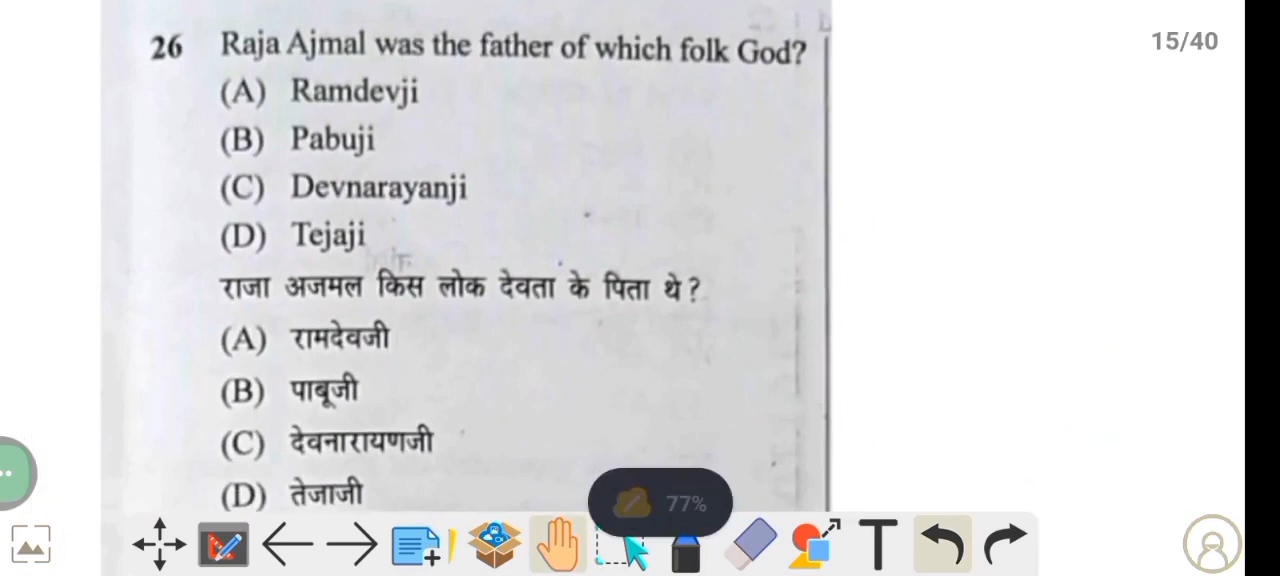 26 Raja Ajmal was the father of which folk God?
(A) Ramdevji
(B) Pabuji
(C) Devnarayanji
(D) Tejaji
राजा अजमल किस लोक देवता के पिता थे?
(A) रामदेवजी
(B) पाबूजी
(C) देवनारायणजी
(D) तेजाजी
15/40
77%
T